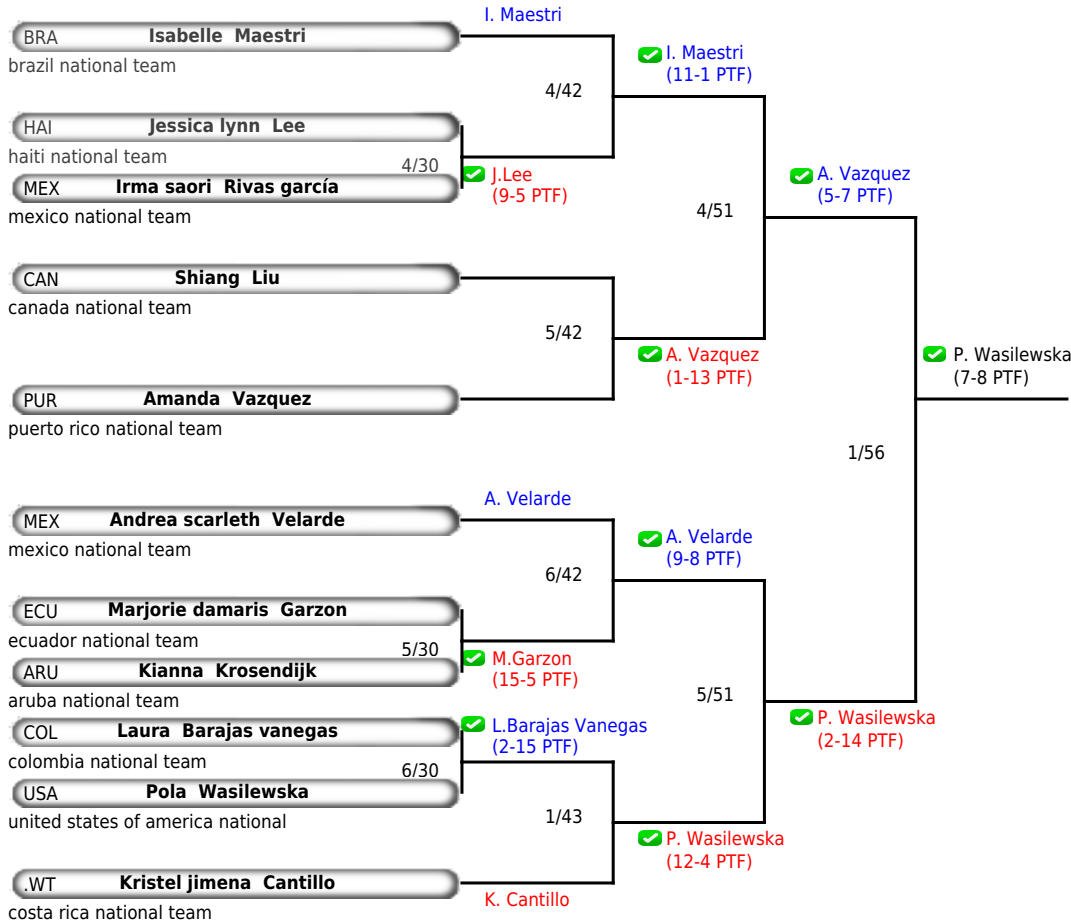 I. Maestri
BRA Isabelle Maestri
brazil national team
I. Maestri
(11-1 PTF)
4/42
HAI Jessica lynn Lee
haiti national team
4/30
J.Lee
(9-5 PTF)
MEX Irma saori Rivas garcía
mexico national team
A. Vazquez
(5-7 PTF)
4/51
CAN Shiang Liu
canada national team
5/42
A. Vazquez
(1-13 PTF)
P. Wasilewska
(7-8 PTF)
PUR Amanda Vazquez
puerto rico national team
1/56
A. Velarde
MEX Andrea scarleth Velarde
mexico national team
A. Velarde
(9-8 PTF)
6/42
ECU Marjorie damaris Garzon
ecuador national team
5/30
M.Garzon
(15-5 PTF)
ARU Kianna Krosendijk
aruba national team
5/51
COL Laura Barajas vanegas
colombia national team
L.Barajas Vanegas
(2-15 PTF)
P. Wasilewska
(2-14 PTF)
6/30
USA Pola Wasilewska
united states of america national
1/43
P. Wasilewska
(12-4 PTF)
.WT Kristel jimena Cantillo
costa rica national team
K. Cantillo